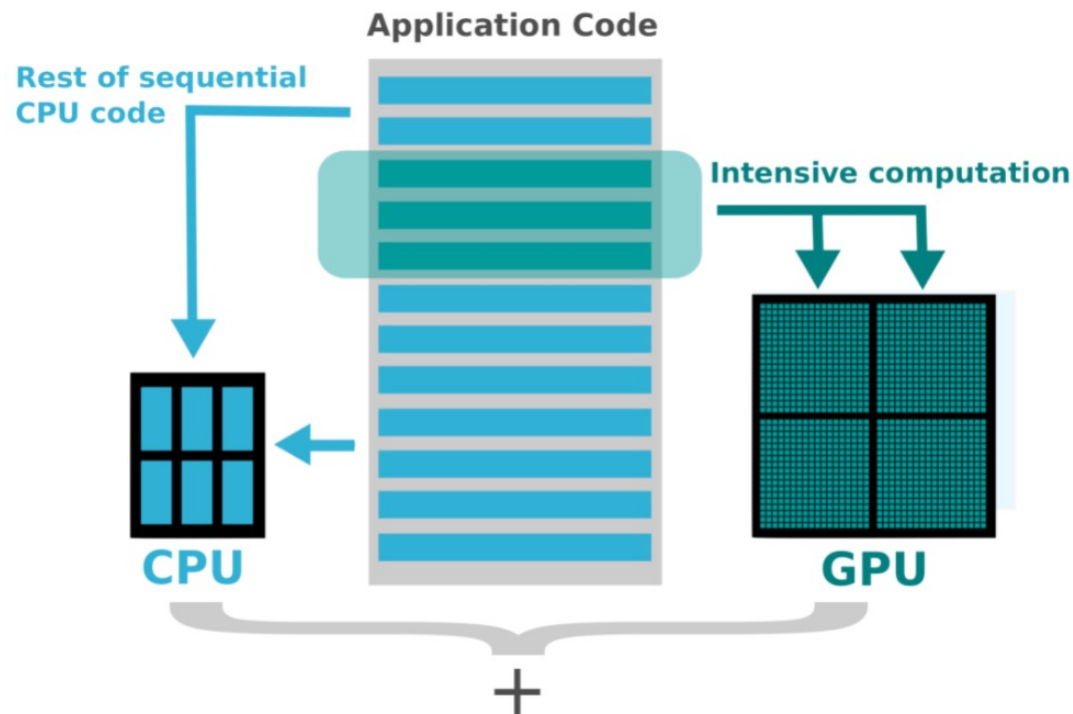 Application Code
Rest of sequential
CPU code
Intensive computation
CPU
GPU
+